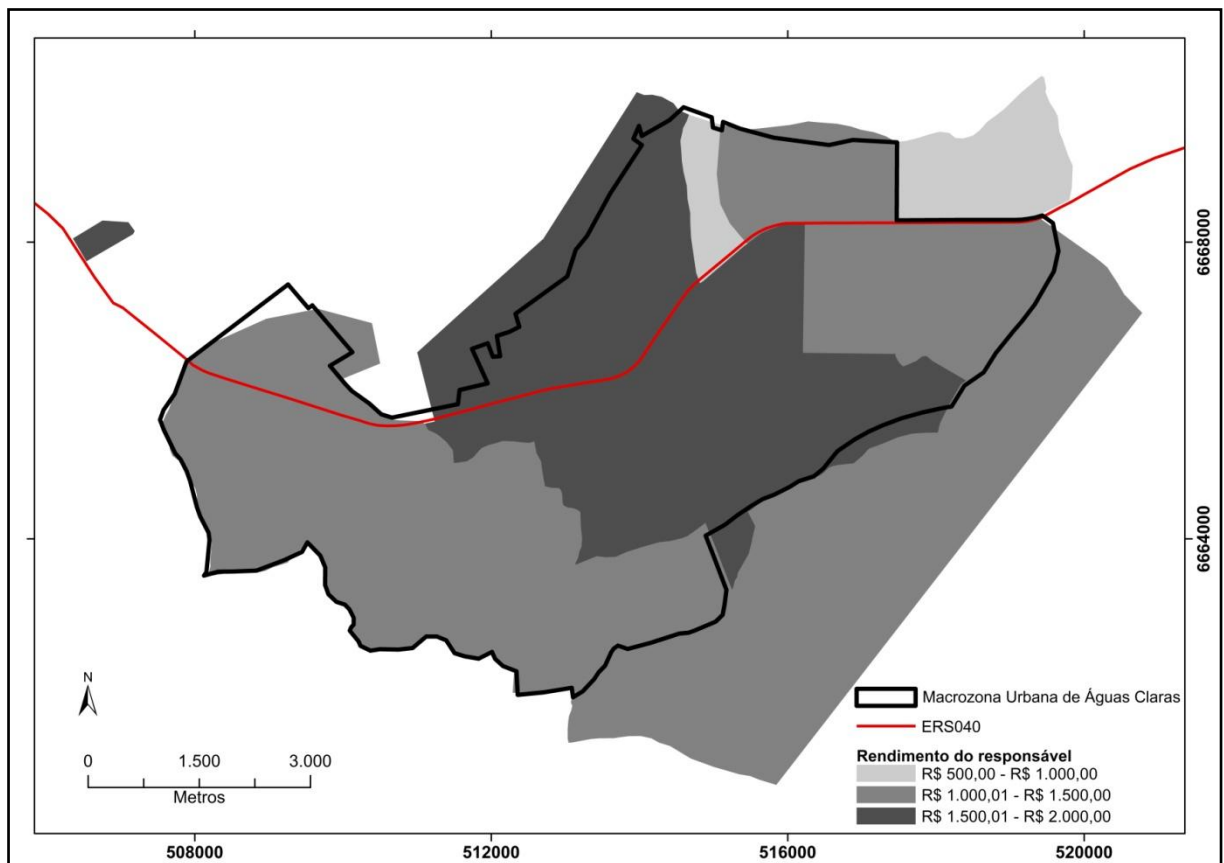 6668000
6664000
N
0 1.500 3.000
Metros
Macrozona Urbana de Águas Claras
ERS040
Rendimento do responsável
R$ 500,00 - R$ 1.000,00
R$ 1.000,01 - R$ 1.500,00
R$ 1.500,01 - R$ 2.000,00
508000 512000 516000 520000